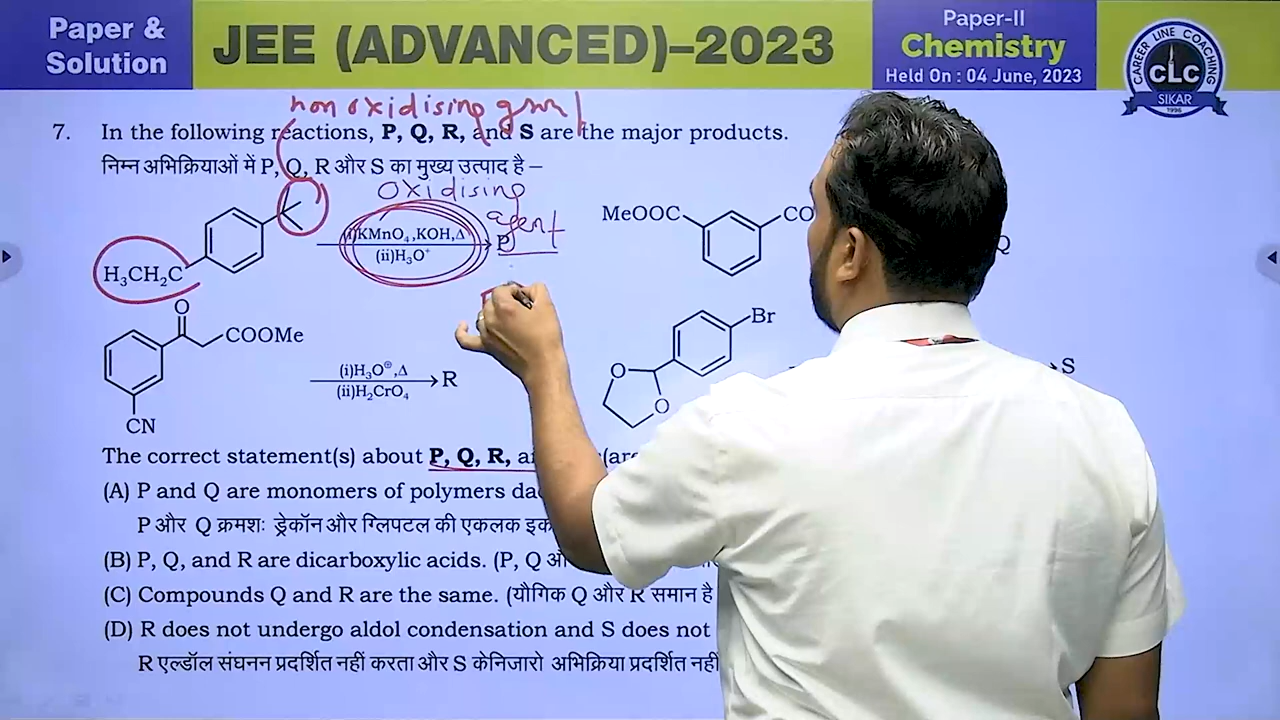 Paper &
Solution
JEE (ADVANCED)–2023
Paper-II
Chemistry
Held On : 04 June, 2023
CAREER LINE COACHING
CLC
SIKAR
1996
non oxidising
7. In the following reactions, P, Q, R, and S are the major products.
निम्न अभिक्रियाओं में P, Q, R और S का मुख्य उत्पाद है –
oxidising
agent
H₃CH₂C
(i)KMnO₄,KOH,Δ
(ii)H₃O⁺
P
MeOOC
CO
Q
O
COOMe
CN
(i)H₃O⊕,Δ
(ii)H₂CrO₄
R
Br
O
O
S
The correct statement(s) about P, Q, R,
(A) P and Q are monomers of polymers
P और Q क्रमशः ड्रेकॉन और ग्लिपटल की एकलक
(B) P, Q, and R are dicarboxylic acids. (P, Q
(C) Compounds Q and R are the same. (यौगिक Q और R समान है
(D) R does not undergo aldol condensation and S does not
R एल्डॉल संघनन प्रदर्शित नहीं करता और S केनिजारो अभिक्रिया प्रदर्शित नहीं